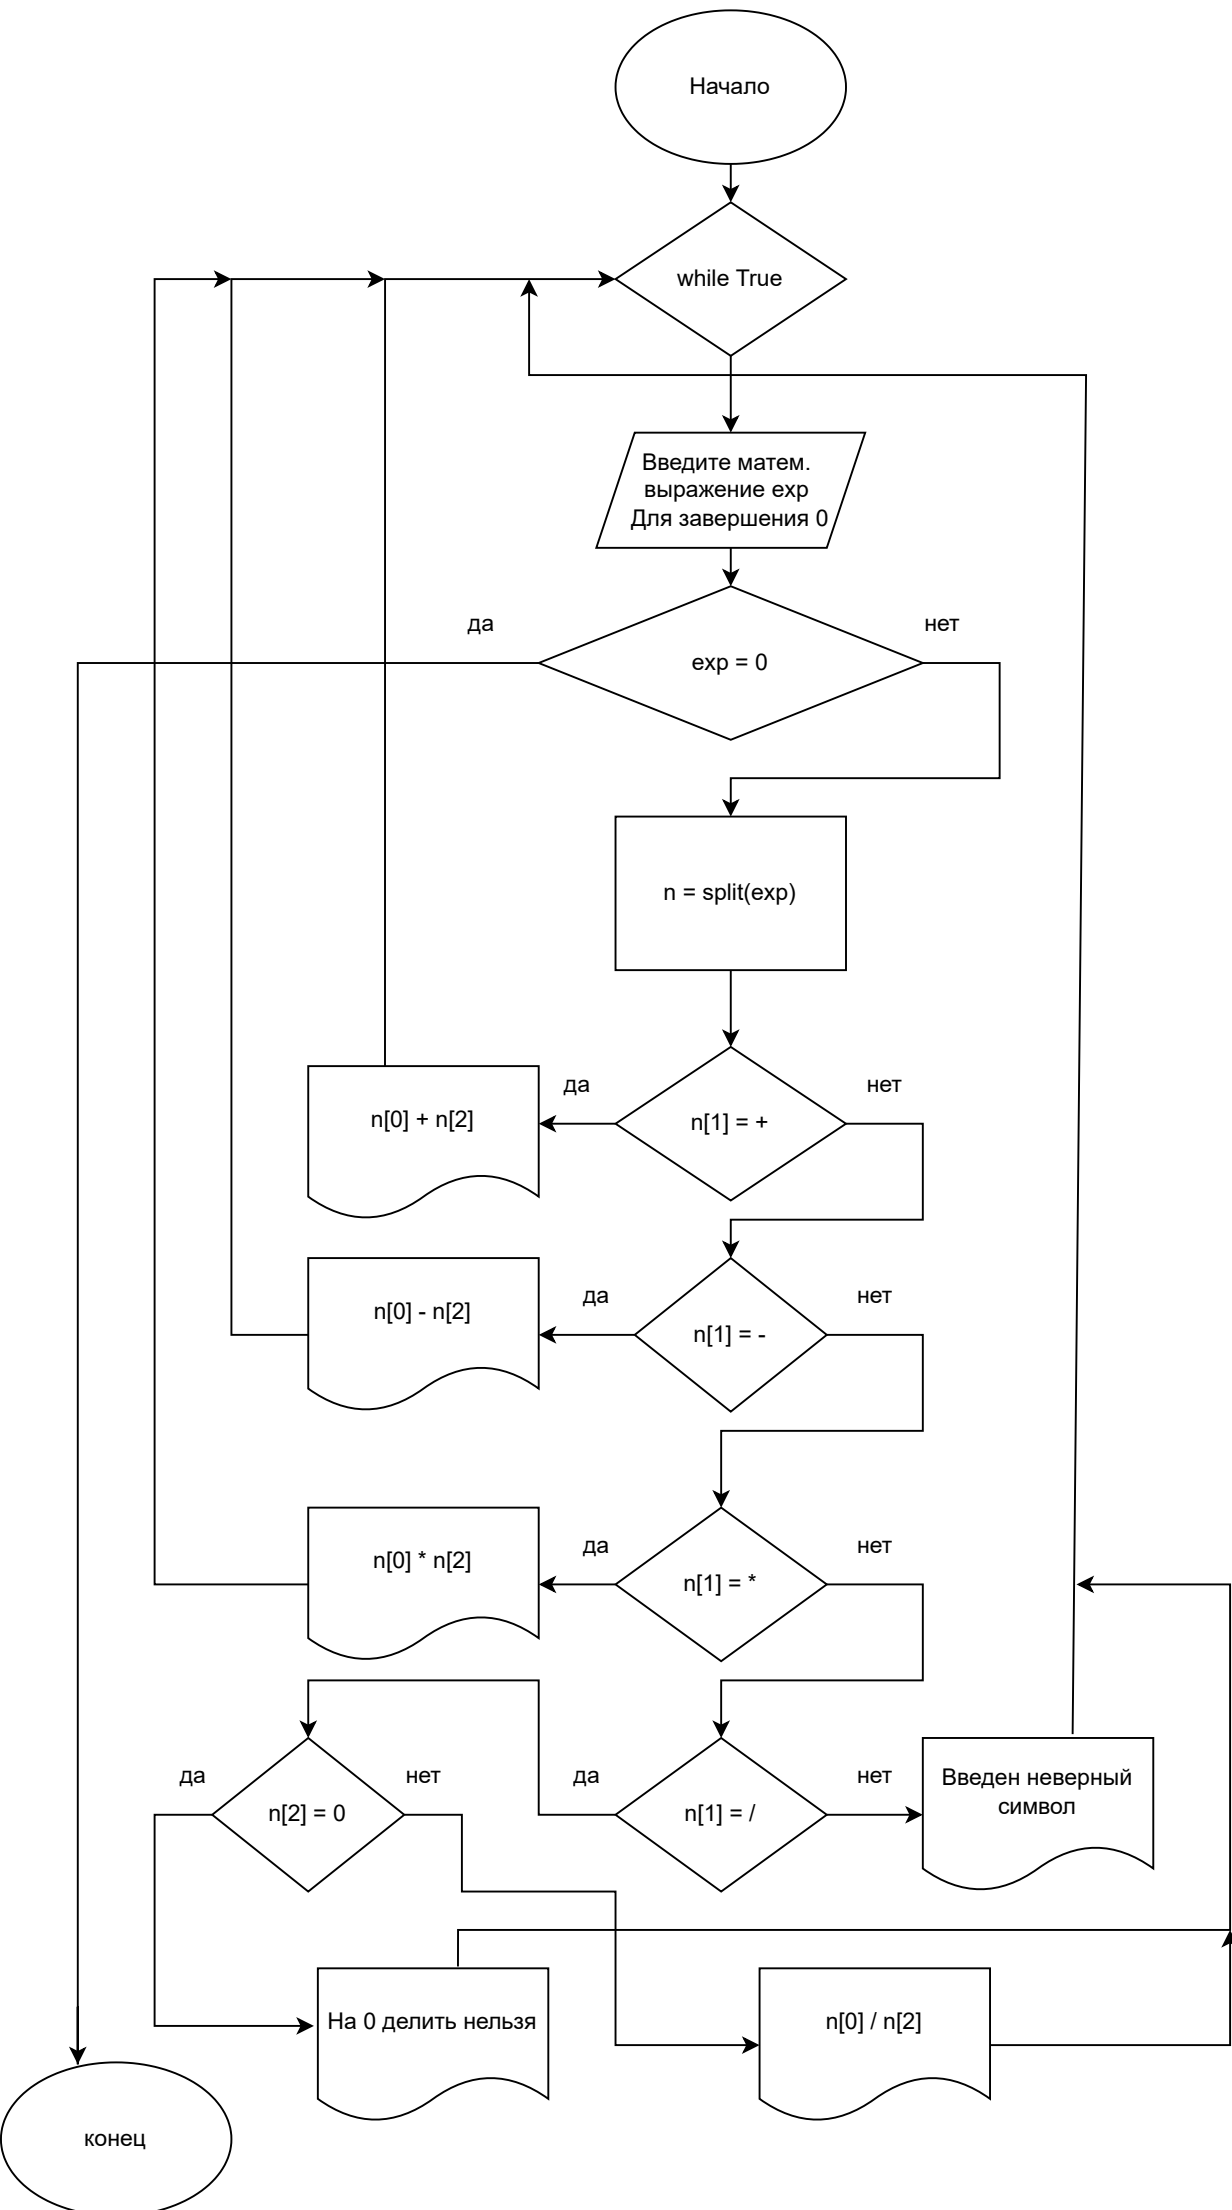 Начало
while True
Введите матем.
выражение exp
Для завершения 0
да
нет
exp = 0
n = split(exp)
n[0] + n[2]
да
n[1] = +
нет
n[0] - n[2]
да
n[1] = -
нет
n[0] * n[2]
да
n[1] = *
нет
да
n[2] = 0
нет
да
n[1] = /
нет
Введен неверный
символ
На 0 делить нельзя
n[0] / n[2]
конец